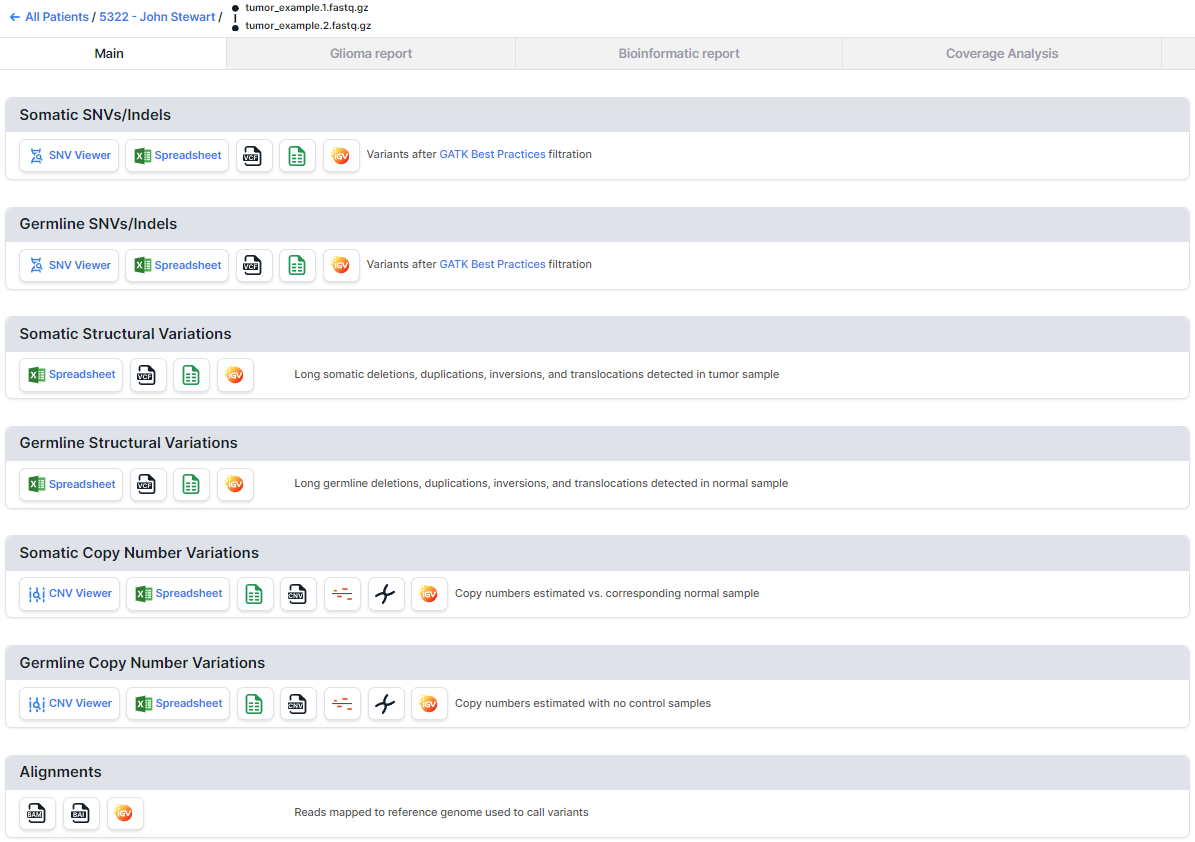 ← All Patients / 5322 - John Stewart / tumor_example.1.fastq.gz
tumor_example.2.fastq.gz
Main Glioma report Bioinformatic report Coverage Analysis
Somatic SNVs/Indels
SNV Viewer Spreadsheet VCF IGV Variants after GATK Best Practices filtration
Germline SNVs/Indels
SNV Viewer Spreadsheet VCF IGV Variants after GATK Best Practices filtration
Somatic Structural Variations
Spreadsheet VCF IGV Long somatic deletions, duplications, inversions, and translocations detected in tumor sample
Germline Structural Variations
Spreadsheet VCF IGV Long germline deletions, duplications, inversions, and translocations detected in normal sample
Somatic Copy Number Variations
CNV Viewer Spreadsheet CNV IGV Copy numbers estimated vs. corresponding normal sample
Germline Copy Number Variations
CNV Viewer Spreadsheet CNV IGV Copy numbers estimated with no control samples
Alignments
BAM BAI IGV Reads mapped to reference genome used to call variants